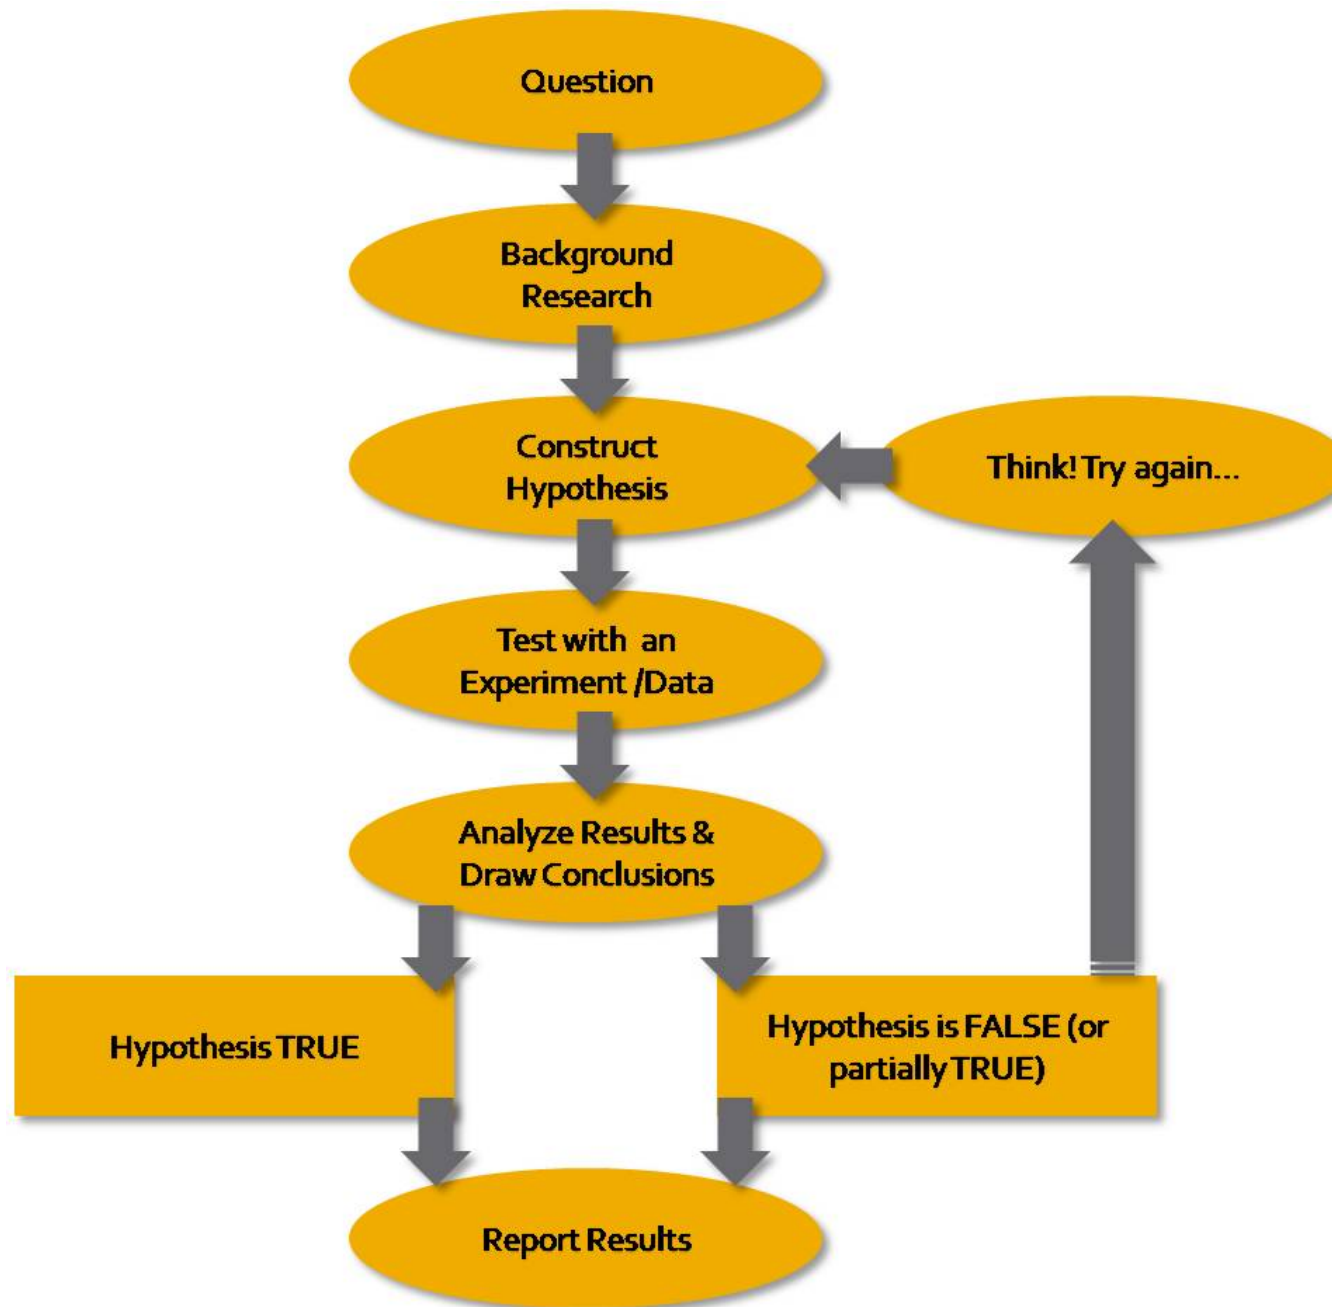 Question
Background
Research
Construct
Hypothesis
Think! Try again...
Test with an
Experiment /Data
Analyze Results &
Draw Conclusions
Hypothesis TRUE
Hypothesis is FALSE (or
partially TRUE)
Report Results